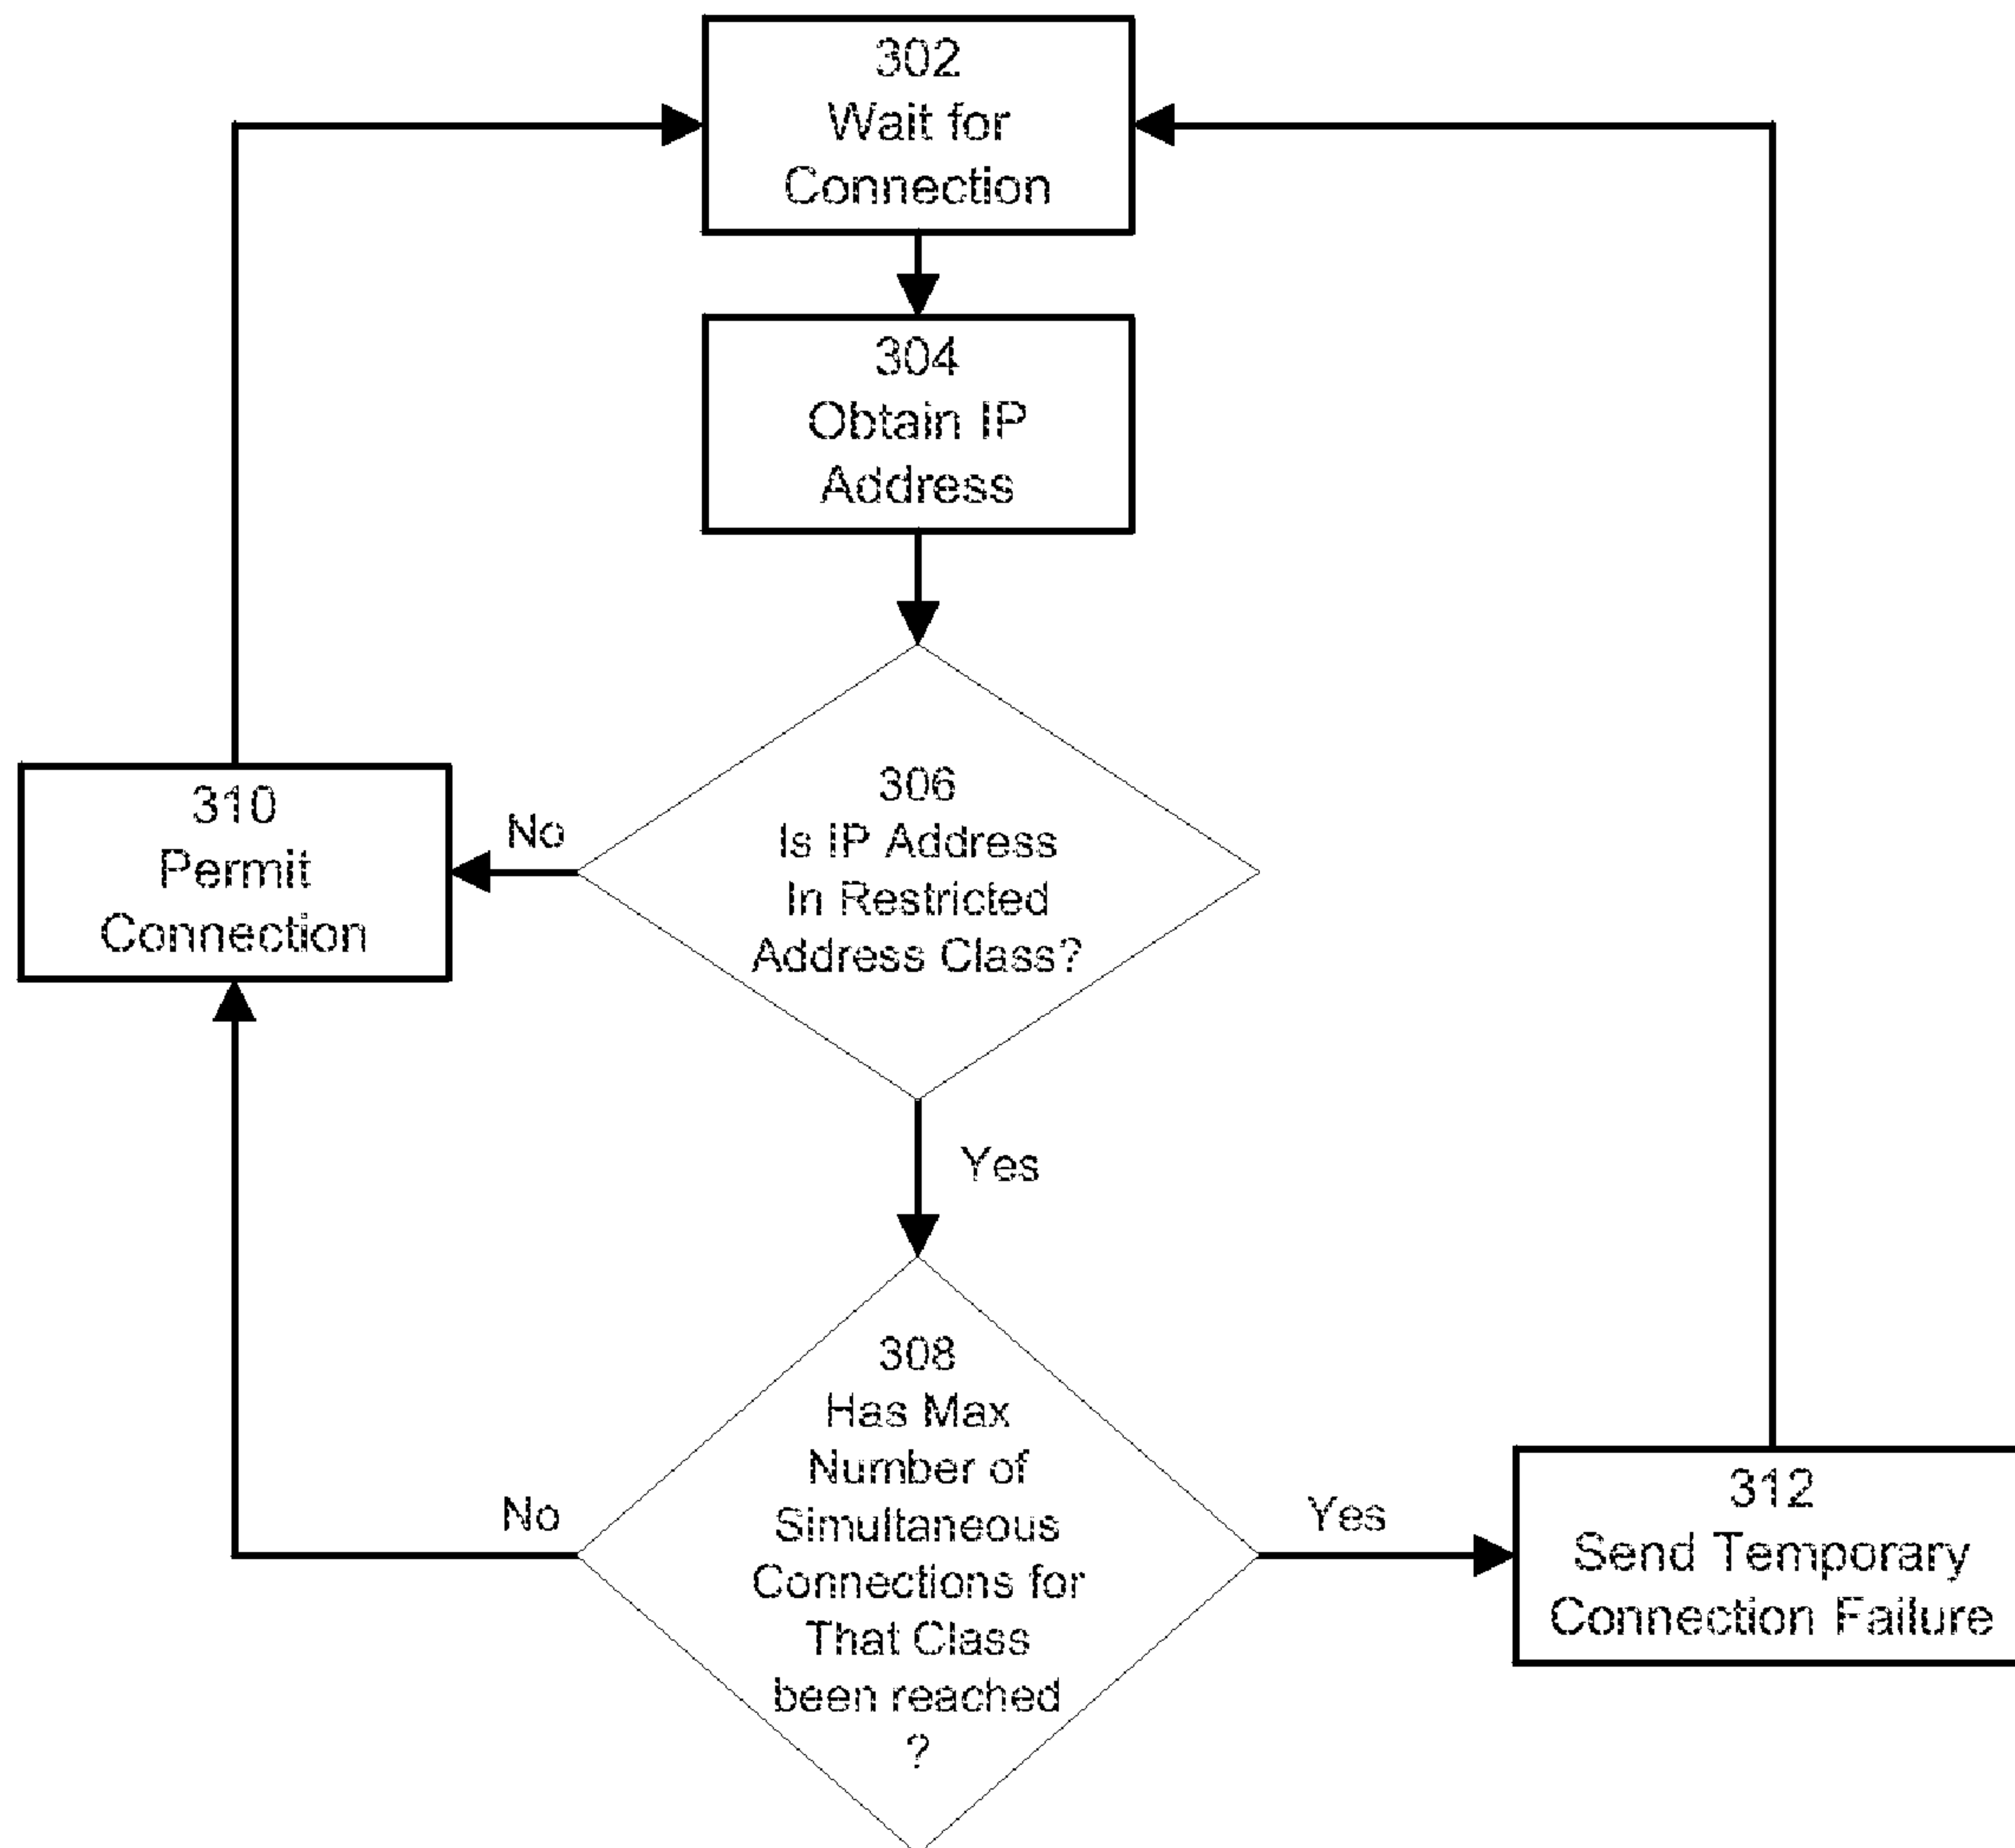 302
Wait for
Connection
304
Obtain IP
Address
306
Is IP Address
In Restricted
Address Class?
No
310
Permit
Connection
Yes
308
Has Max
Number of
Simultaneous
Connections for
That Class
been reached
?
No
Yes
312
Send Temporary
Connection Failure